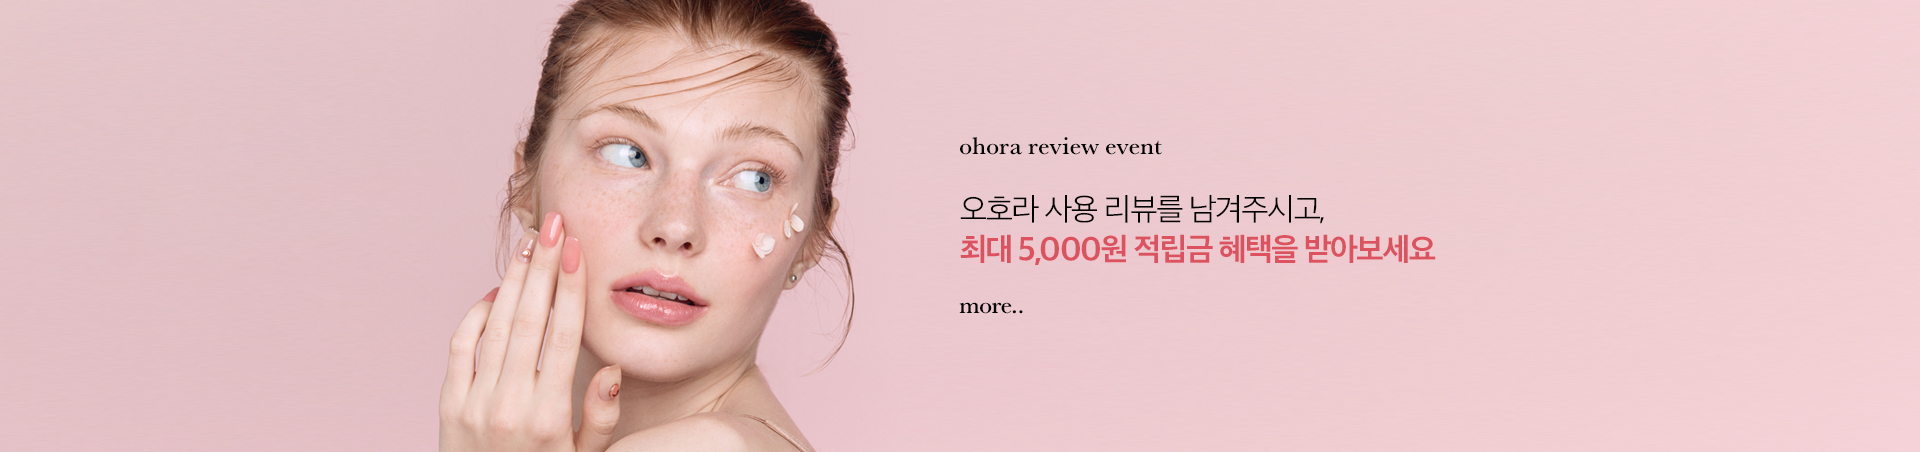 ohora review event
오호라 사용 리뷰를 남겨주시고,
최대 5,000원 적립금 혜택을 받아보세요
more..